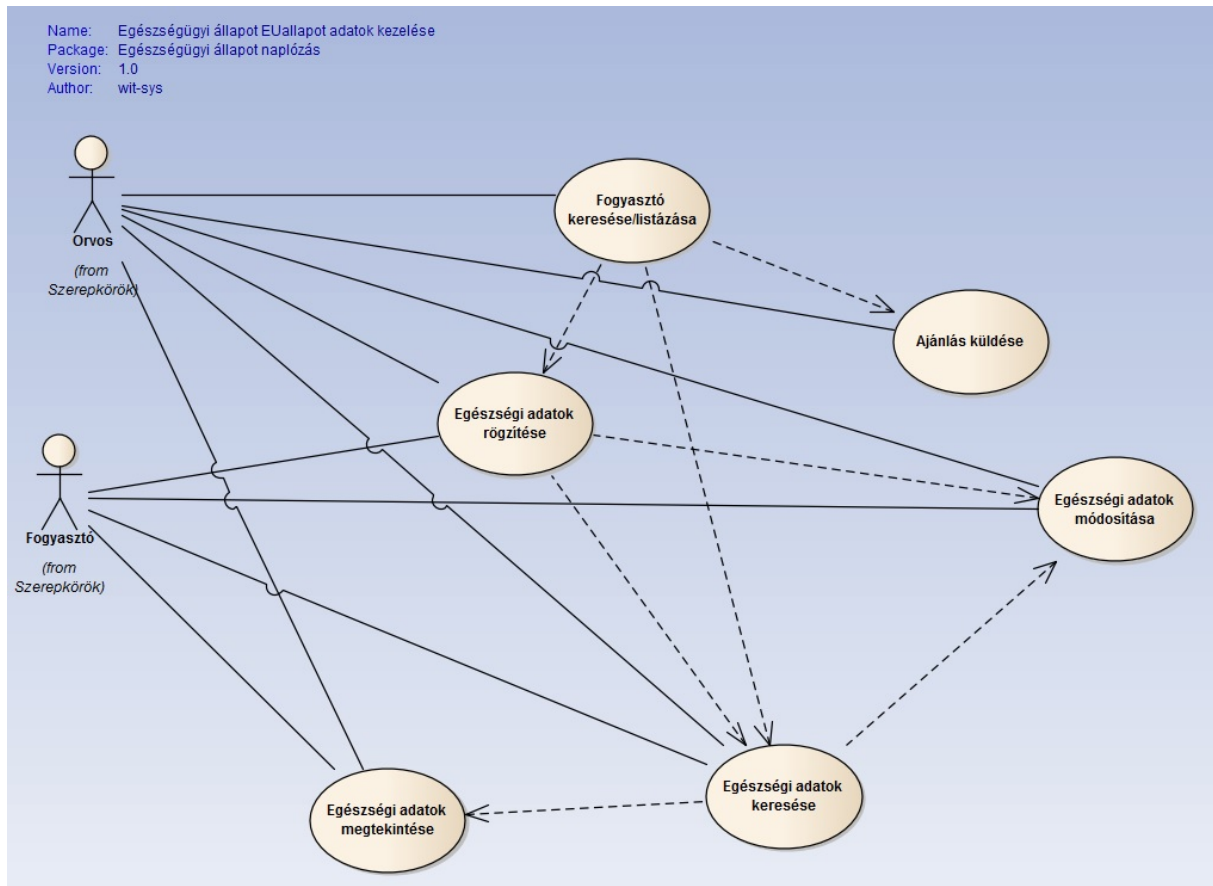 Name: Egészségügyi állapot EUallapot adatok kezelése
Package: Egészségügyi állapot naplózás
Version: 1.0
Author: wit-sys
Orvos
(from
Szerepkörök)
Fogyasztó
keresése/listázása
Ajánlás küldése
Egészségi adatok
rögzítése
Fogyasztó
(from
Szerepkörök)
Egészségi adatok
módosítása
Egészségi adatok
keresése
Egészségi adatok
megtekintése